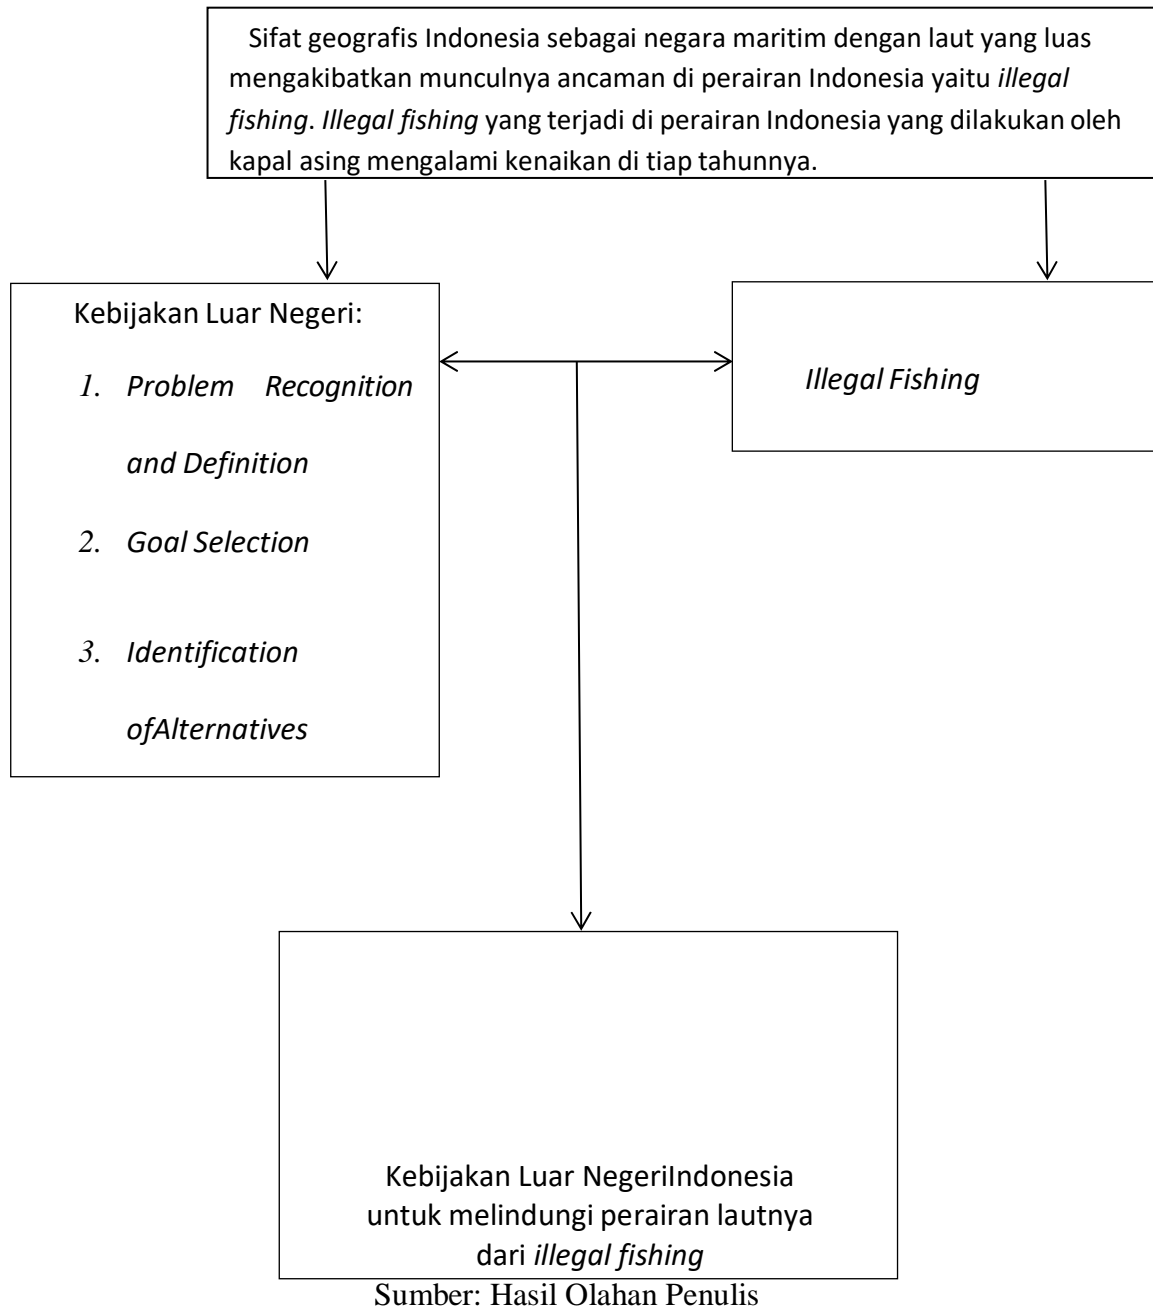 Sifat geografis Indonesia sebagai negara maritim dengan laut yang luas
mengakibatkan munculnya ancaman di perairan Indonesia yaitu illegal
fishing. Illegal fishing yang terjadi di perairan Indonesia yang dilakukan oleh
kapal asing mengalami kenaikan di tiap tahunnya.
Kebijakan Luar Negeri:
1. Problem Recognition
and Definition
2. Goal Selection
3. Identification
ofAlternatives
Illegal Fishing
Kebijakan Luar NegeriIndonesia
untuk melindungi perairan lautnya
dari illegal fishing
Sumber: Hasil Olahan Penulis